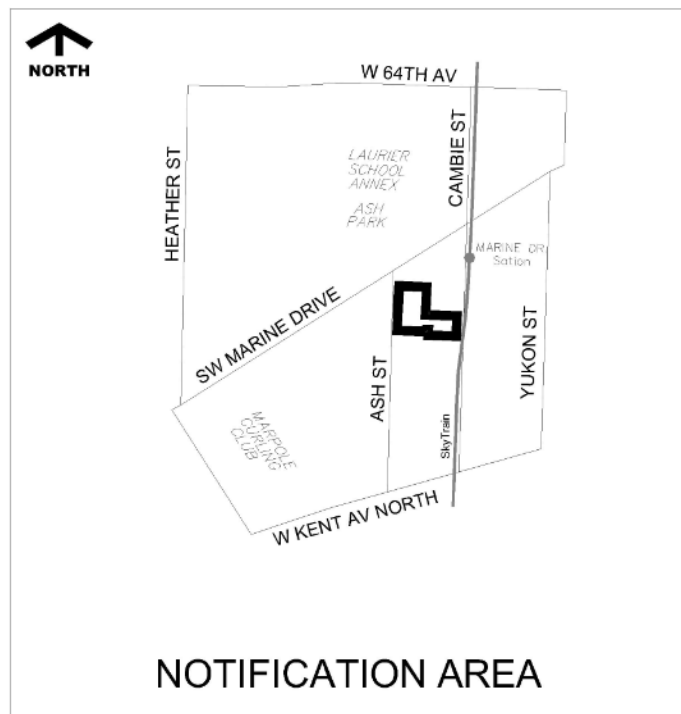 NORTH
W 64TH AV
HEATHER ST
LAURIER
SCHOOL
ANNEX
ASH
PARK
CAMBIE ST
MARINE DR
Sation
SW MARINE DRIVE
YUKON ST
ASH ST
MARPOLE
CURLING
CLUB
SkyTrain
W KENT AV NORTH
NOTIFICATION AREA